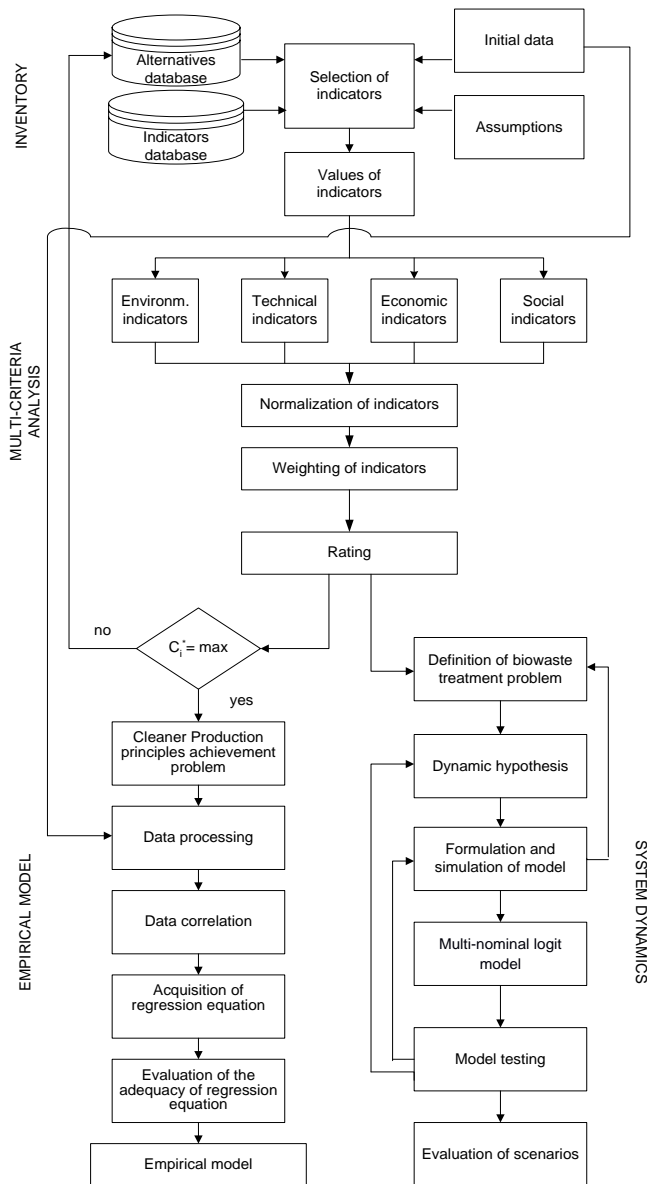 Alternatives
database
Initial data
Selection of
indicators
INVENTORY
Indicators
database
Assumptions
Values of
indicators
Environm.
indicators
Technical
indicators
Economic
indicators
Social
indicators
MULTI-CRITERIA
ANALYSIS
Normalization of indicators
Weighting of indicators
Rating
no
C_i^* = max
yes
Definition of biowaste
treatment problem
Cleaner Production
principles achievement
problem
Dynamic hypothesis
Data processing
Formulation and
simulation of model
EMPIRICAL MODEL
SYSTEM DYNAMICS
Data correlation
Multi-nominal logit
model
Acquisition of
regression equation
Model testing
Evaluation of the
adequacy of regression
equation
Empirical model
Evaluation of scenarios